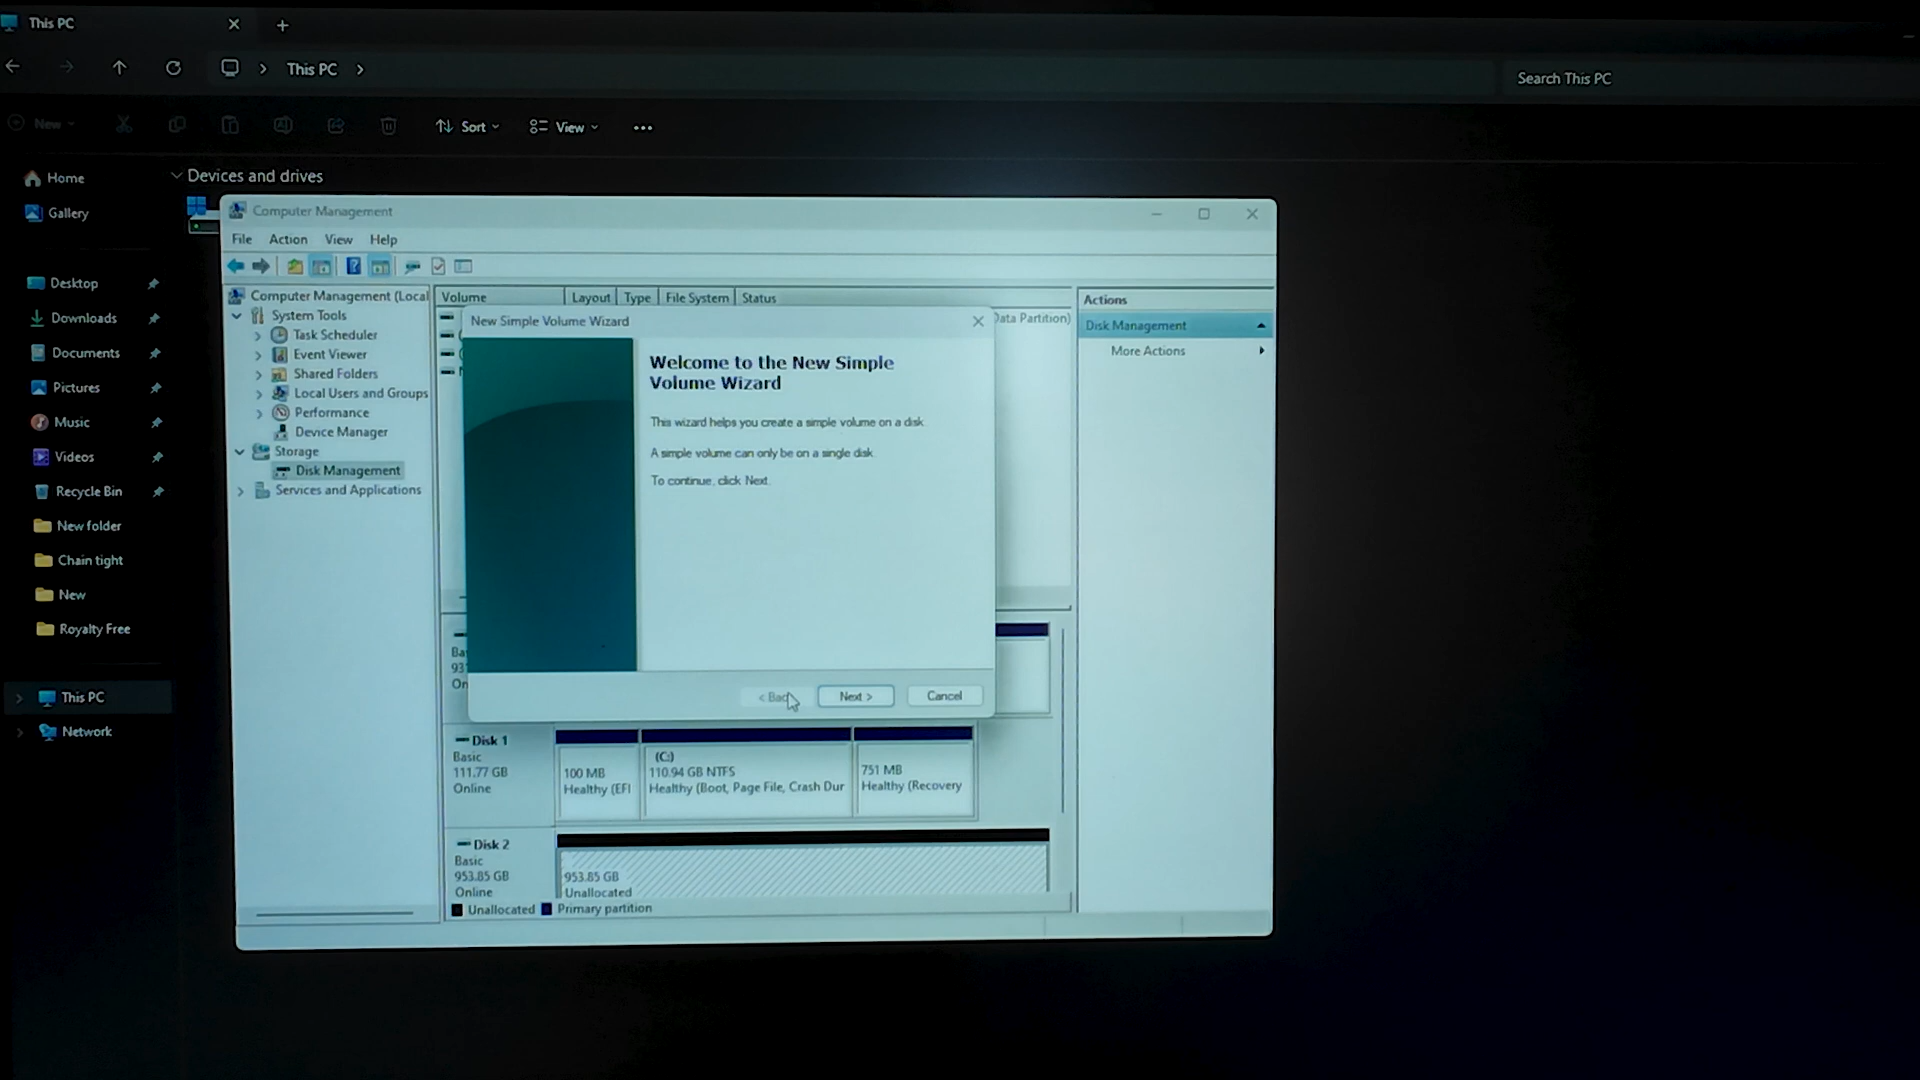 This PC
This PC
Search This PC
New
Sort
View
Home
Gallery
Desktop
Downloads
Documents
Pictures
Music
Videos
Recycle Bin
New folder
Chain tight
New
Royalty Free
This PC
Network
Devices and drives
Computer Management
File Action View Help
Computer Management (Local
System Tools
Task Scheduler
Event Viewer
Shared Folders
Local Users and Groups
Performance
Device Manager
Storage
Disk Management
Services and Applications
Volume Layout Type File System Status
Data Partition)
New Simple Volume Wizard
Welcome to the New Simple
Volume Wizard
This wizard helps you create a simple volume on a disk.
A simple volume can only be on a single disk.
To continue, click Next.
< Back
Next >
Cancel
Ba
93
On
Disk 1
Basic
111.77 GB
Online
100 MB
Healthy (EFI
(C:)
110.94 GB NTFS
Healthy (Boot, Page File, Crash Dur
751 MB
Healthy (Recovery
Disk 2
Basic
953.85 GB
Online
953.85 GB
Unallocated
Unallocated
Primary partition
Actions
Disk Management
More Actions